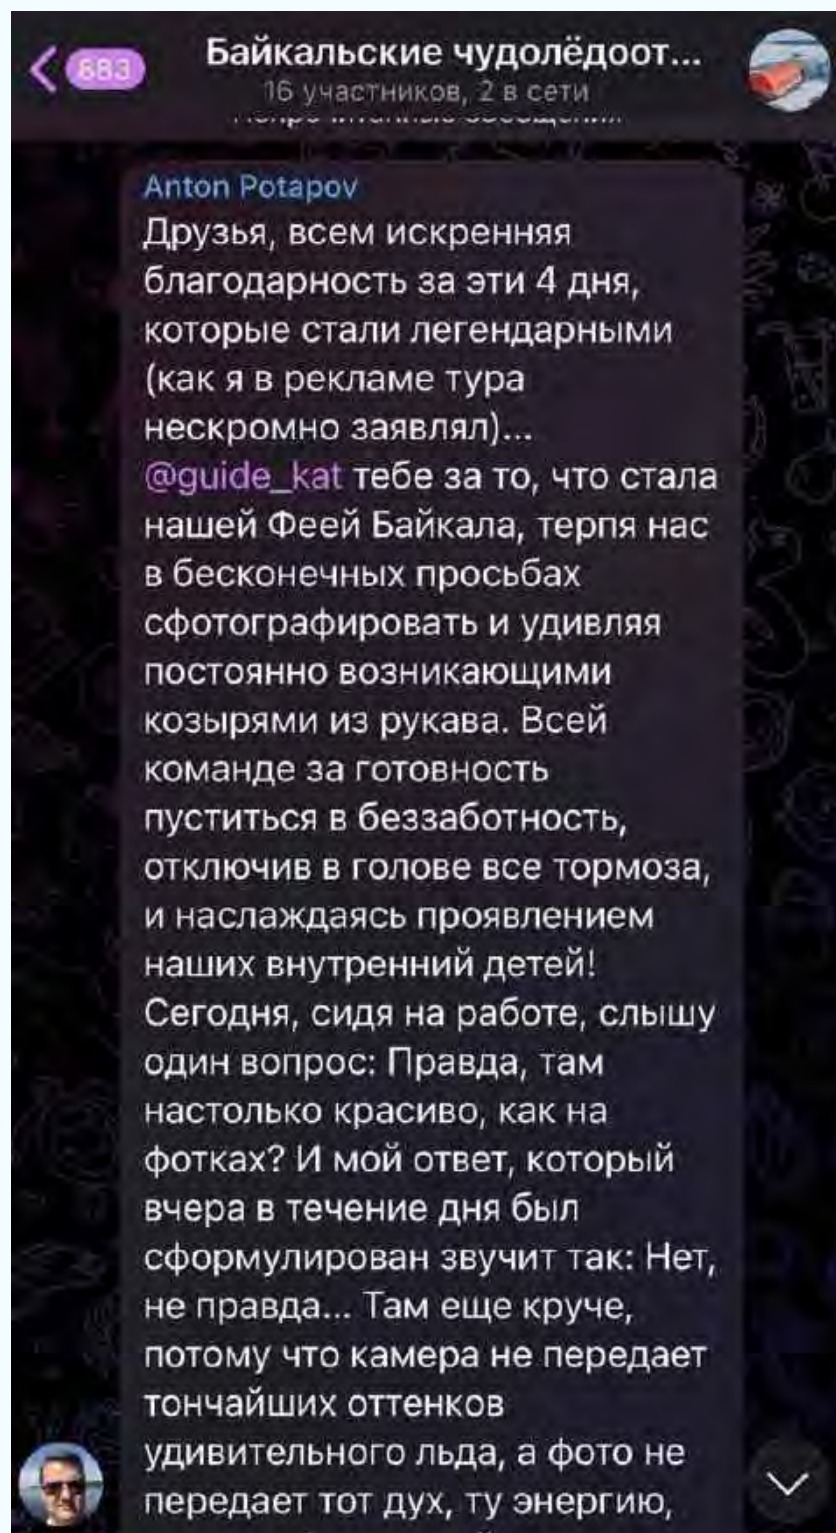 683
Байкальские чудолёдоот...
16 участников, 2 в сети
Anton Potapov
Друзья, всем искренняя
благодарность за эти 4 дня,
которые стали легендарными
(как я в рекламе тура
нескромно заявлял)...
@guide_kat тебе за то, что стала
нашей Феей Байкала, терпя нас
в бесконечных просьбах
сфотографировать и удивляя
постоянно возникающими
козырями из рукава. Всей
команде за готовность
пуститься в беззаботность,
отключив в голове все тормоза,
и наслаждаясь проявлением
наших внутренний детей!
Сегодня, сидя на работе, слышу
один вопрос: Правда, там
настолько красиво, как на
фотках? И мой ответ, который
вчера в течение дня был
сформулирован звучит так: Нет,
не правда... Там еще круче,
потому что камера не передает
тончайших оттенков
удивительного льда, а фото не
передает тот дух, ту энергию,